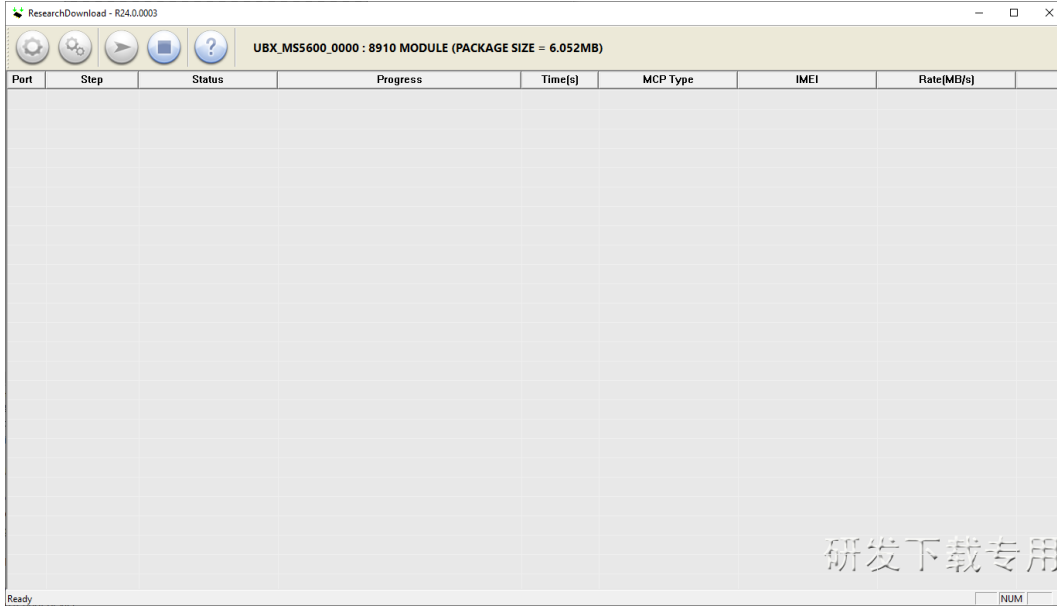 ResearchDownload - R24.0.0003
UBX_MS5600_0000 : 8910 MODULE (PACKAGE SIZE = 6.052MB)
Port Step Status Progress Time(s) MCP Type IMEI Rate(MB/s)
研发下载专用
Ready NUM